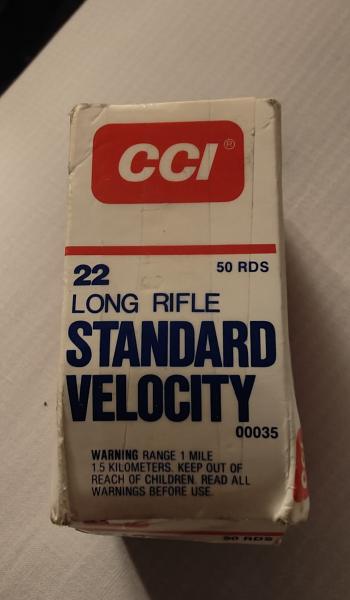 CCI®
22 50 RDS
LONG RIFLE
STANDARD
VELOCITY
00035
WARNING RANGE 1 MILE
1.5 KILOMETERS. KEEP OUT OF
REACH OF CHILDREN. READ ALL
WARNINGS BEFORE USE.
50 RDS